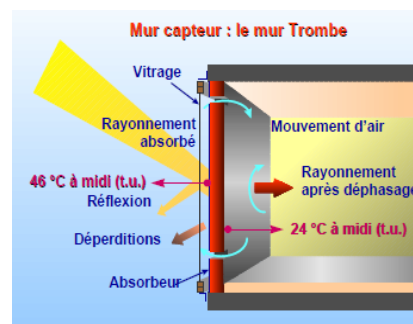 Mur capteur : le mur Trombe
Vitrage
Rayonnement
absorbé
Mouvement d'air
46 °C à midi (t.u.)
Réflexion
Rayonnement
après déphasage
Déperditions
24 °C à midi (t.u.)
Absorbeur